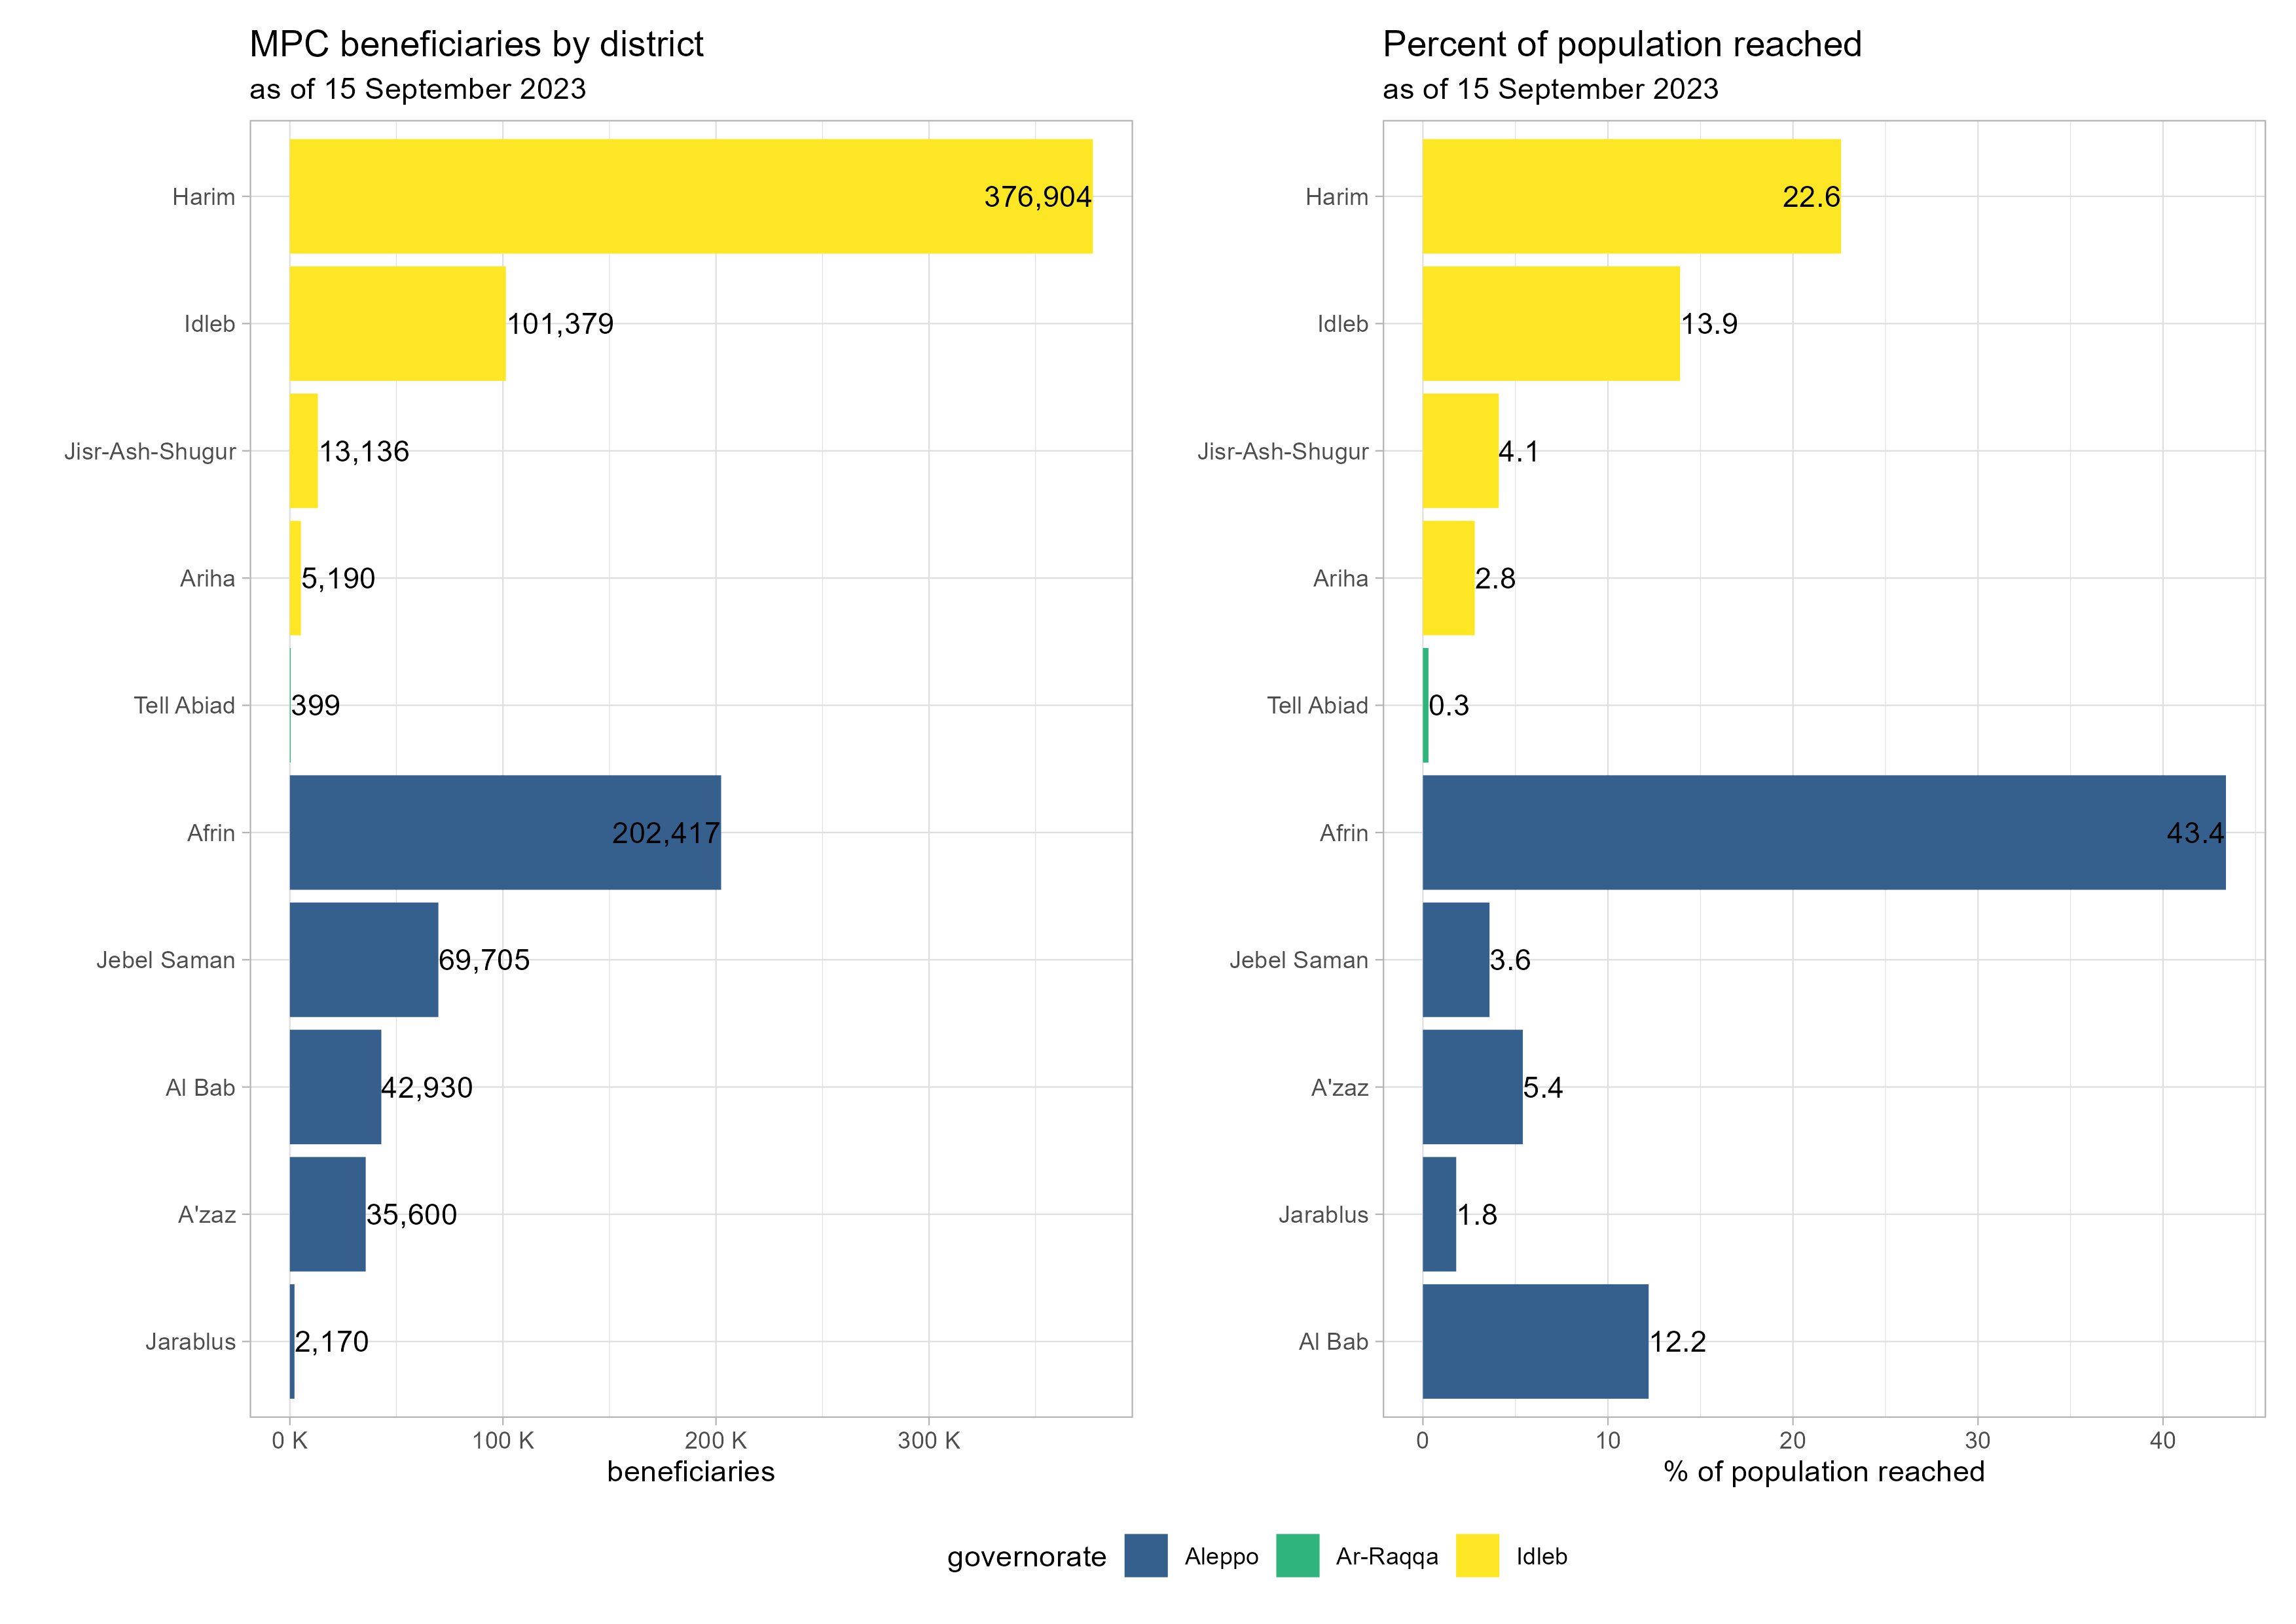 MPC beneficiaries by district
as of 15 September 2023
Harim
376,904
Idleb
101,379
Jisr-Ash-Shugur
13,136
Ariha
5,190
Tell Abiad
399
Afrin
202,417
Jebel Saman
69,705
Al Bab
42,930
A'zaz
35,600
Jarablus
2,170
0 K 100 K 200 K 300 K
beneficiaries
Percent of population reached
as of 15 September 2023
Harim
22.6
Idleb
13.9
Jisr-Ash-Shugur
4.1
Ariha
2.8
Tell Abiad
0.3
Afrin
43.4
Jebel Saman
3.6
A'zaz
5.4
Jarablus
1.8
Al Bab
12.2
0 10 20 30 40
% of population reached
governorate Aleppo Ar-Raqqa Idleb